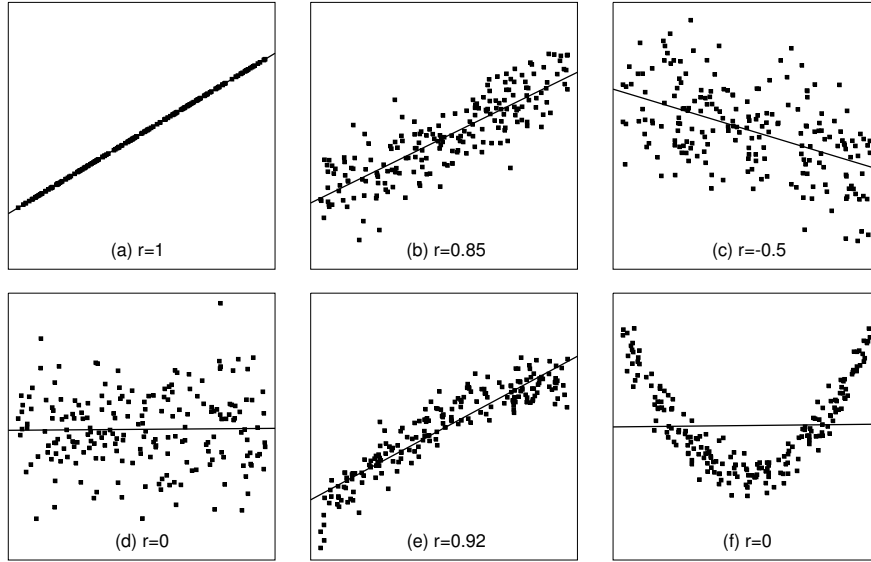 (a) r=1
(b) r=0.85
(c) r=-0.5
(d) r=0
(e) r=0.92
(f) r=0